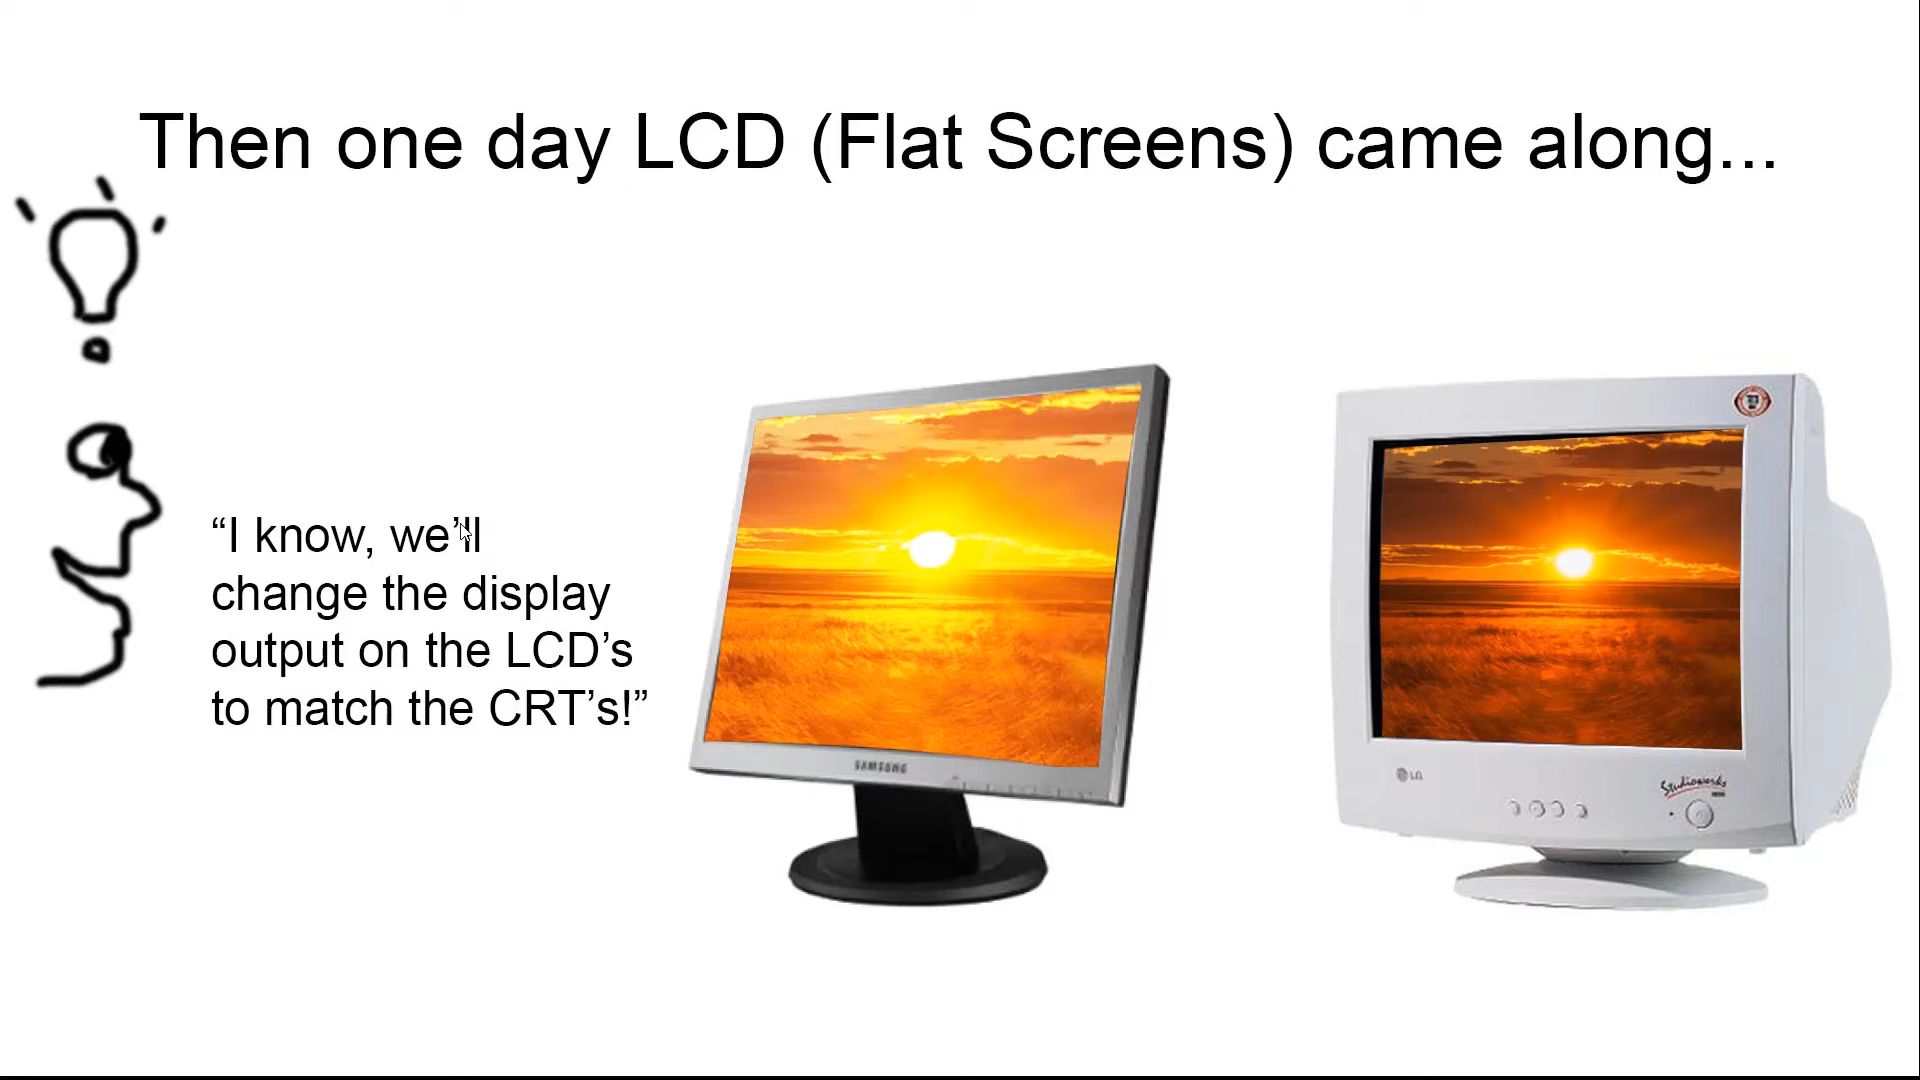 Then one day LCD (Flat Screens) came along...
“I know, we’ll
change the display
output on the LCD’s
to match the CRT’s!”
SAMSUNG
LG
Studioworks